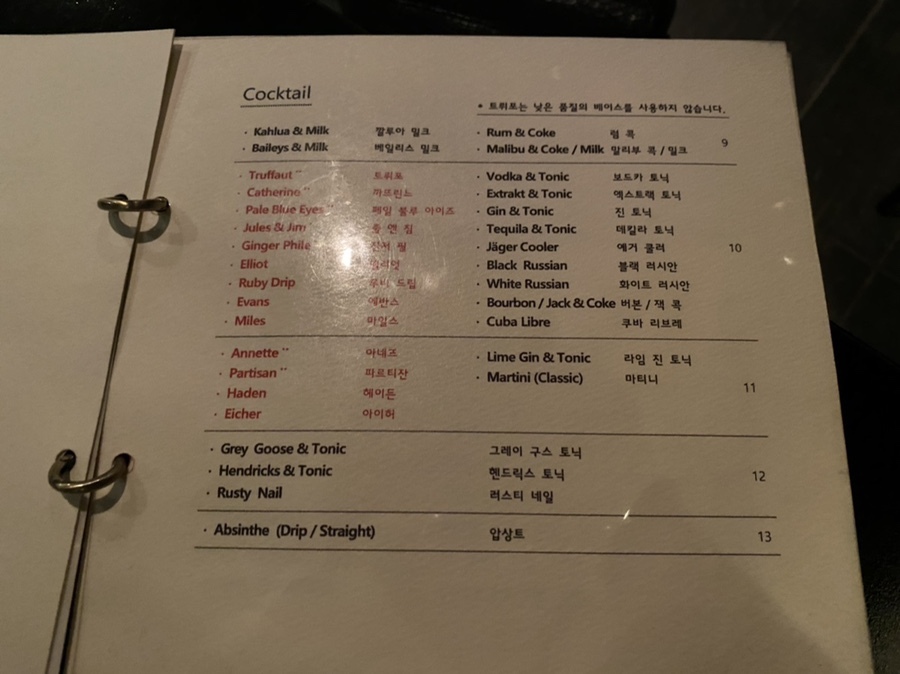 Cocktail
* 트뤼포는 낮은 품질의 베이스를 사용하지 않습니다.
· Kahlua & Milk 깔루아 밀크 · Rum & Coke 럼 콕
· Baileys & Milk 베일리스 밀크 · Malibu & Coke / Milk 말리부 콕 / 밀크 9
· Truffaut ** 트뤼포 · Vodka & Tonic 보드카 토닉
· Catherine ** 까뜨린느 · Extrakt & Tonic 엑스트랙 토닉
· Pale Blue Eyes 페일 블루 아이즈 · Gin & Tonic 진 토닉
· Jules & Jim 줄 앤 짐 · Tequila & Tonic 데킬라 토닉
· Ginger Phile 진저 필 · Jäger Cooler 예거 쿨러 10
· Elliot 엘리엇 · Black Russian 블랙 러시안
· Ruby Drip 루비 드립 · White Russian 화이트 러시안
· Evans 에반스 · Bourbon / Jack & Coke 버본 / 잭 콕
· Miles 마일스 · Cuba Libre 쿠바 리브레
· Annette ** 아네뜨 · Lime Gin & Tonic 라임 진 토닉
· Partisan ** 파르티잔 · Martini (Classic) 마티니 11
· Haden 헤이든
· Eicher 아이허
· Grey Goose & Tonic 그레이 구스 토닉
· Hendricks & Tonic 헨드릭스 토닉 12
· Rusty Nail 러스티 네일
· Absinthe (Drip / Straight) 압상트 13